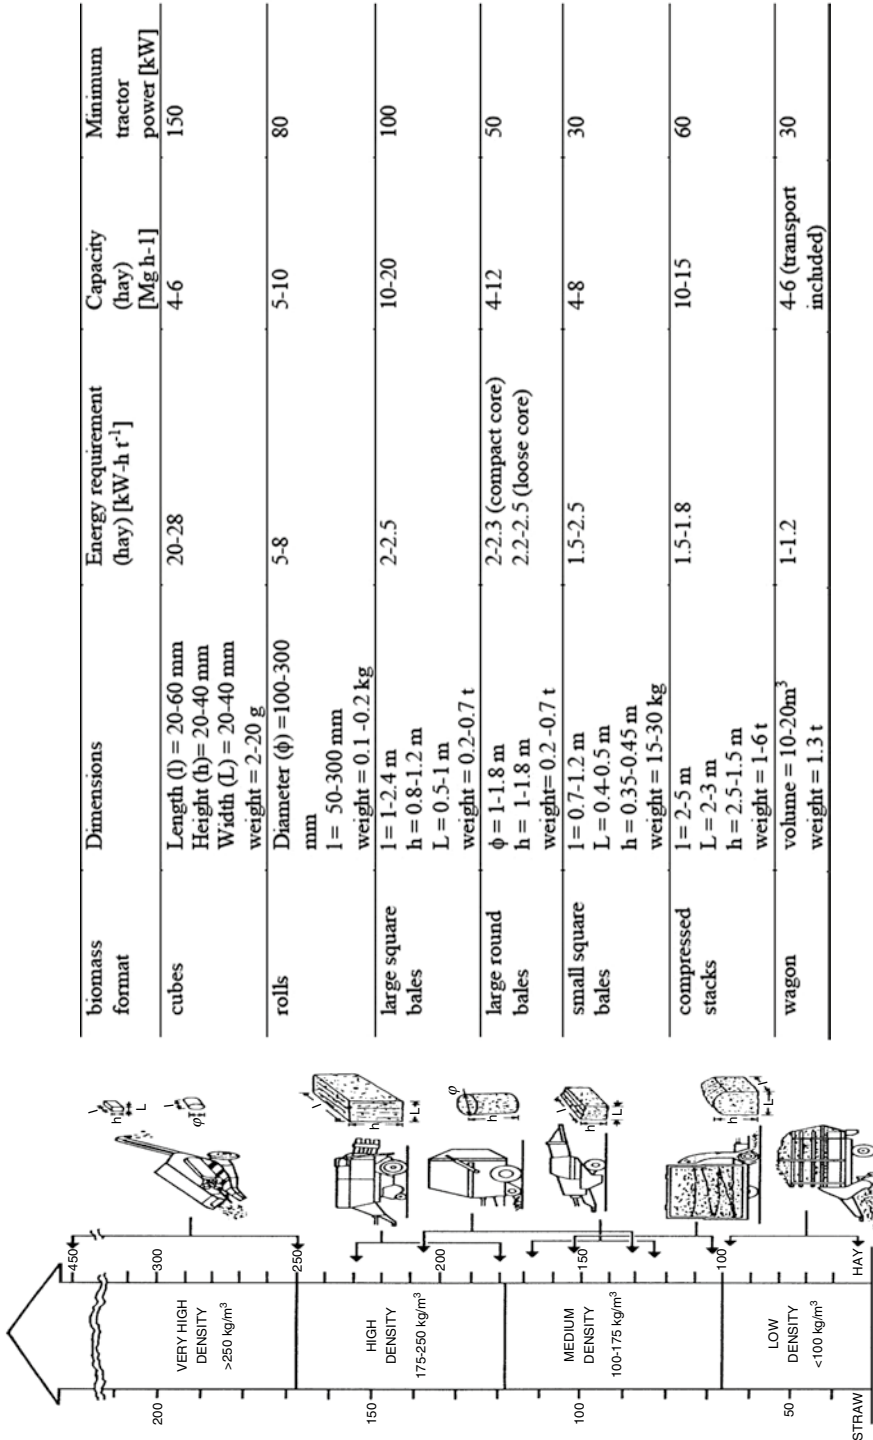 biomass format | Dimensions | Energy requirement (hay) [kW-h t-1] | Capacity (hay) [Mg h-1] | Minimum tractor power [kW]
cubes | Length (l) = 20-60 mm Height (h)= 20-40 mm Width (L) = 20-40 mm weight = 2-20 g | 20-28 | 4-6 | 150
rolls | Diameter (ϕ) =100-300 mm l = 50-300 mm weight = 0.1 -0.2 kg | 5-8 | 5-10 | 80
large square bales | l = 1-2.4 m h = 0.8-1.2 m L = 0.5-1 m weight = 0.2-0.7 t | 2-2.5 | 10-20 | 100
large round bales | ϕ = 1-1.8 m h = 1-1.8 m weight= 0.2 -0.7 t | 2-2.3 (compact core) 2.2-2.5 (loose core) | 4-12 | 50
small square bales | l = 0.7-1.2 m L = 0.4-0.5 m h = 0.35-0.45 m weight = 15-30 kg | 1.5-2.5 | 4-8 | 30
compressed stacks | l = 2-5 m L = 2-3 m h = 2.5-1.5 m weight = 1-6 t | 1.5-1.8 | 10-15 | 60
wagon | volume = 10-20m3 weight = 1.3 t | 1-1.2 | 4-6 (transport included) | 30
450
300
250
200
150
100
HAY
VERY HIGH
DENSITY
>250 kg/m3
HIGH
DENSITY
175-250 kg/m3
MEDIUM
DENSITY
100-175 kg/m3
LOW
DENSITY
<100 kg/m3
200
150
100
50
STRAW
l
h
L
l
φ
l
h
L
φ
h
l
h
L
h
L
l